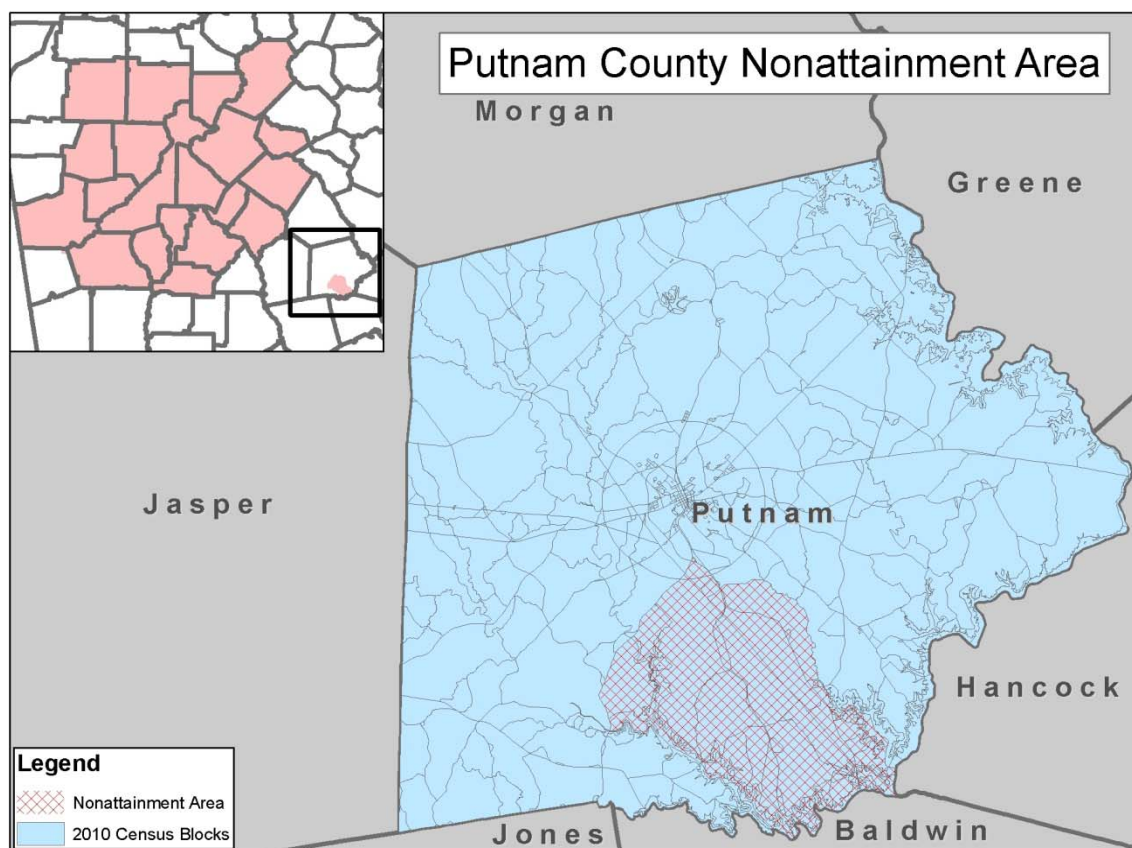 Putnam County Nonattainment Area
Morgan
Greene
Jasper
Putnam
Hancock
Legend
Nonattainment Area
2010 Census Blocks
Jones
Baldwin